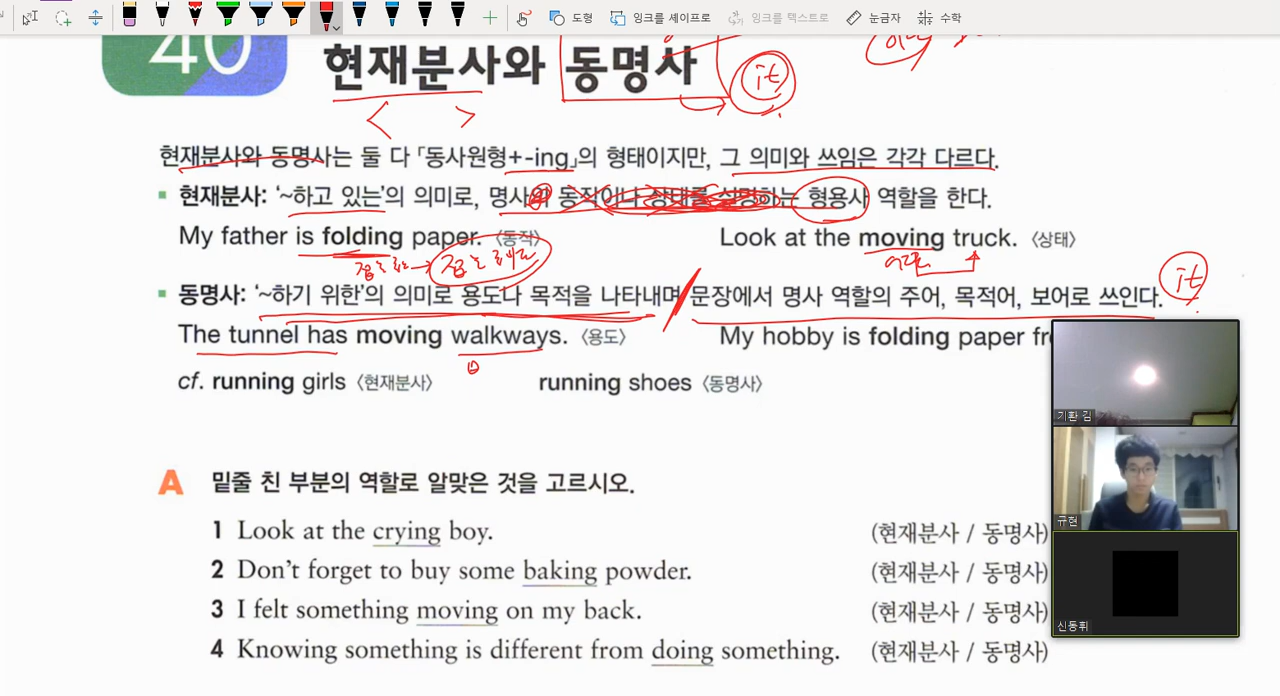 도형 잉크를 셰이프로 잉크를 텍스트로 눈금자 수학
40 현재분사와 동명사 it
현재분사와 동명사는 둘 다 「동사원형+-ing」의 형태이지만, 그 의미와 쓰임은 각각 다르다.
현재분사: ‘~하고 있는’의 의미로, 명사의 동작이나 상태를 설명하는 형용사 역할을 한다.
My father is folding paper. 〈동작〉 Look at the moving truck. 〈상태〉
동명사: ‘~하기 위한’의 의미로 용도나 목적을 나타내며 문장에서 명사 역할의 주어, 목적어, 보어로 쓰인다. it
The tunnel has moving walkways. 〈용도〉 My hobby is folding paper
cf. running girls 〈현재분사〉 running shoes 〈동명사〉
기환 김
규현
신동휘
A 밑줄 친 부분의 역할로 알맞은 것을 고르시오.
1 Look at the crying boy. (현재분사 / 동명사)
2 Don’t forget to buy some baking powder. (현재분사 / 동명사)
3 I felt something moving on my back. (현재분사 / 동명사)
4 Knowing something is different from doing something. (현재분사 / 동명사)